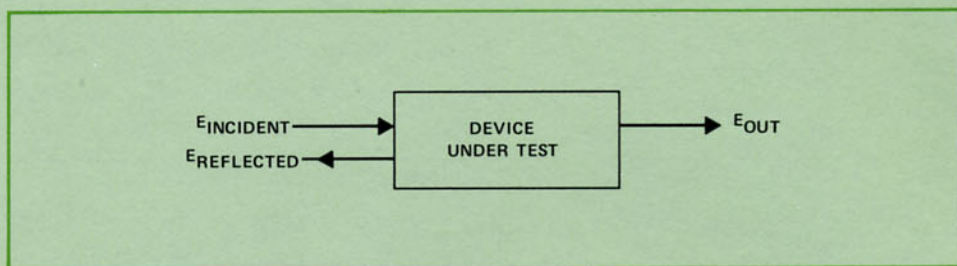 EINCIDENT
EREFLECTED
DEVICE
UNDER TEST
EOUT